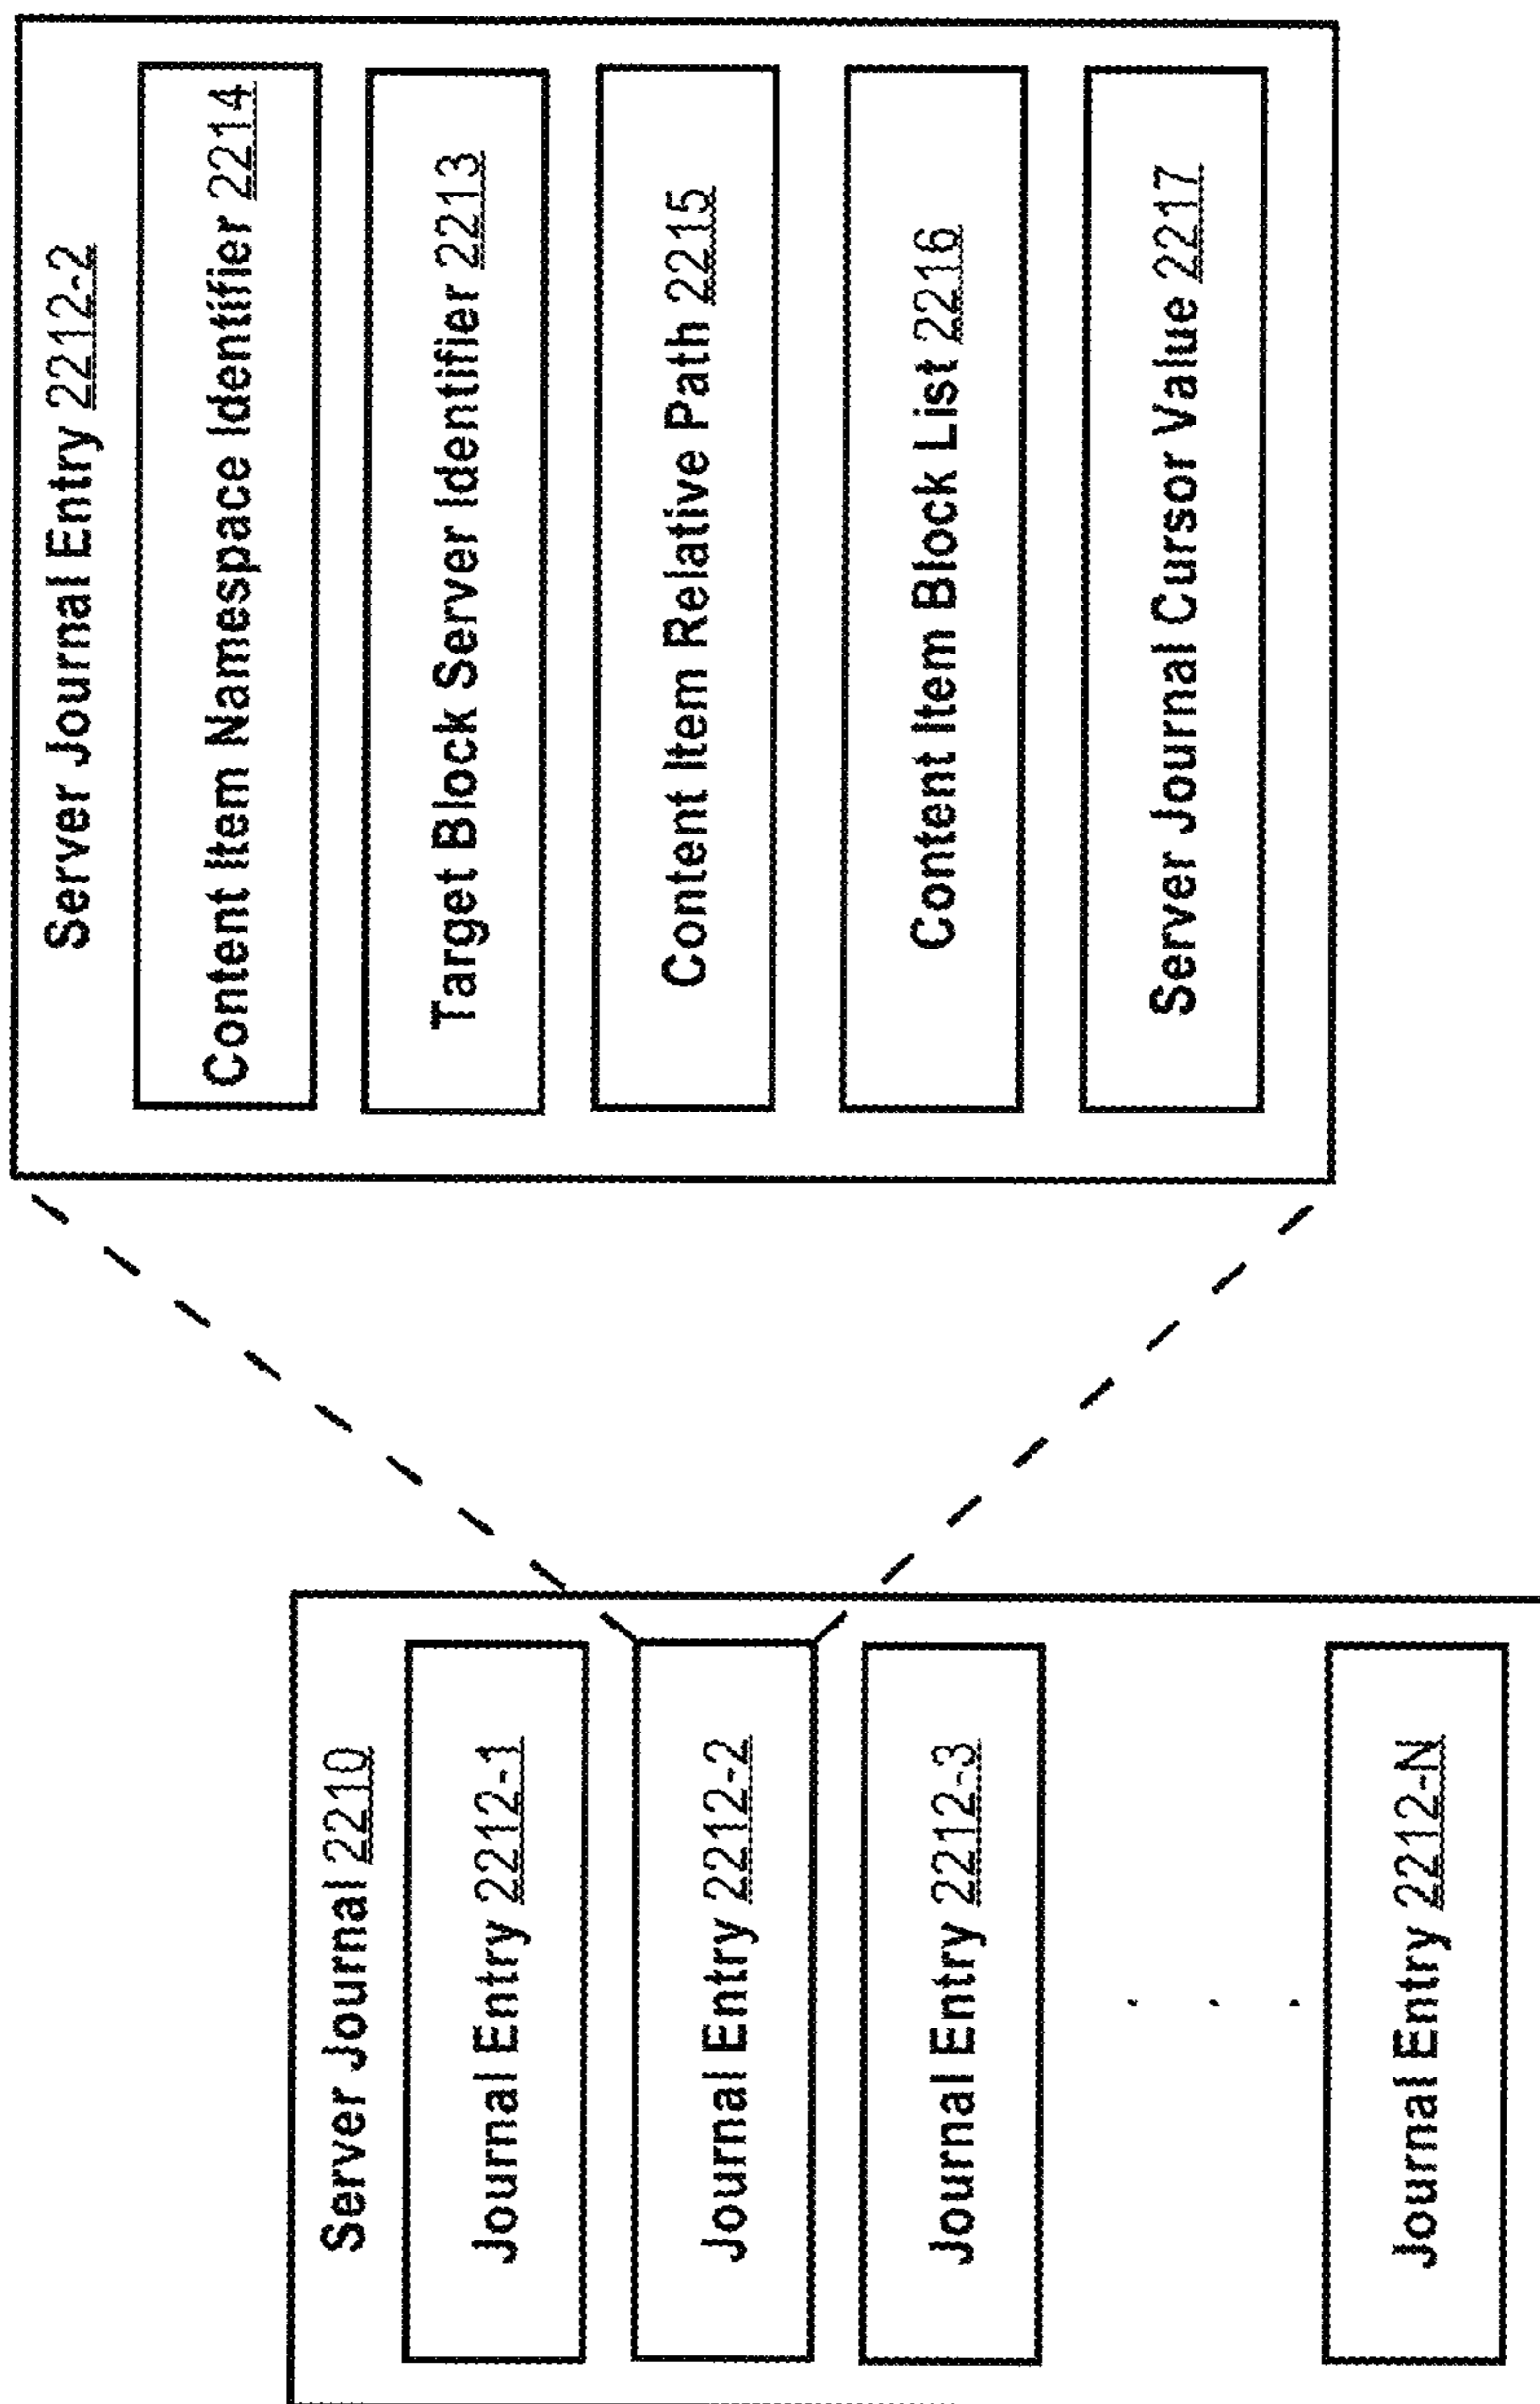 Server Journal 2210
Journal Entry 2212-1
Journal Entry 2212-2
Journal Entry 2212-3
. . .
Journal Entry 2212-N
Server Journal Entry 2212-2
Content Item Namespace Identifier 2214
Target Block Server Identifier 2213
Content Item Relative Path 2215
Content Item Block List 2216
Server Journal Cursor Value 2217